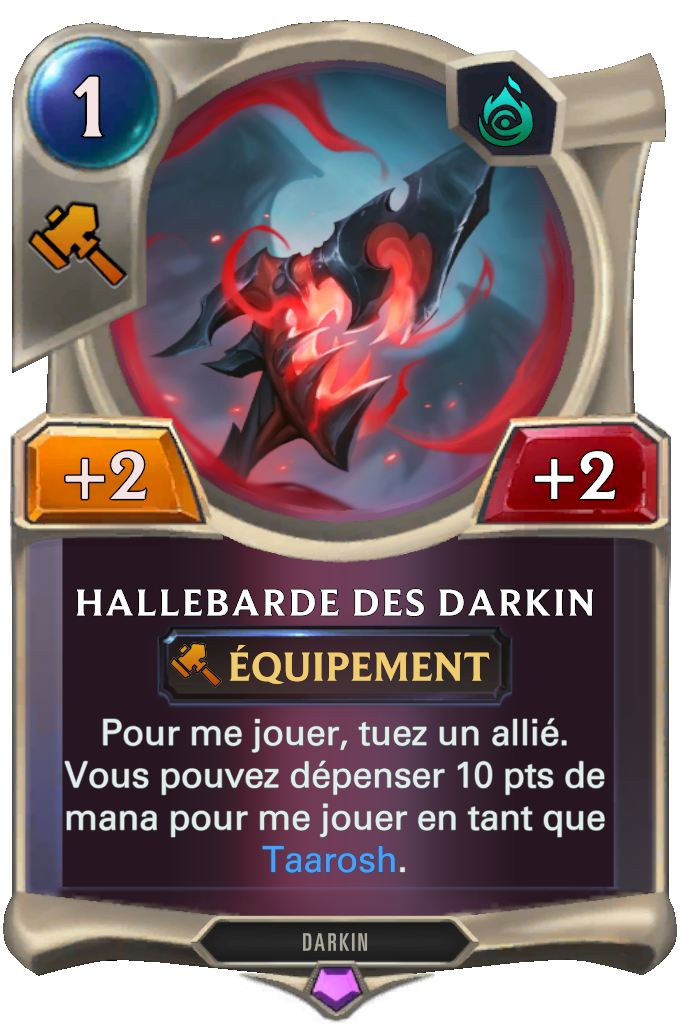 1
+2
+2
HALLEBARDE DES DARKIN
ÉQUIPEMENT
Pour me jouer, tuez un allié.
Vous pouvez dépenser 10 pts de
mana pour me jouer en tant que
Taarosh.
DARKIN